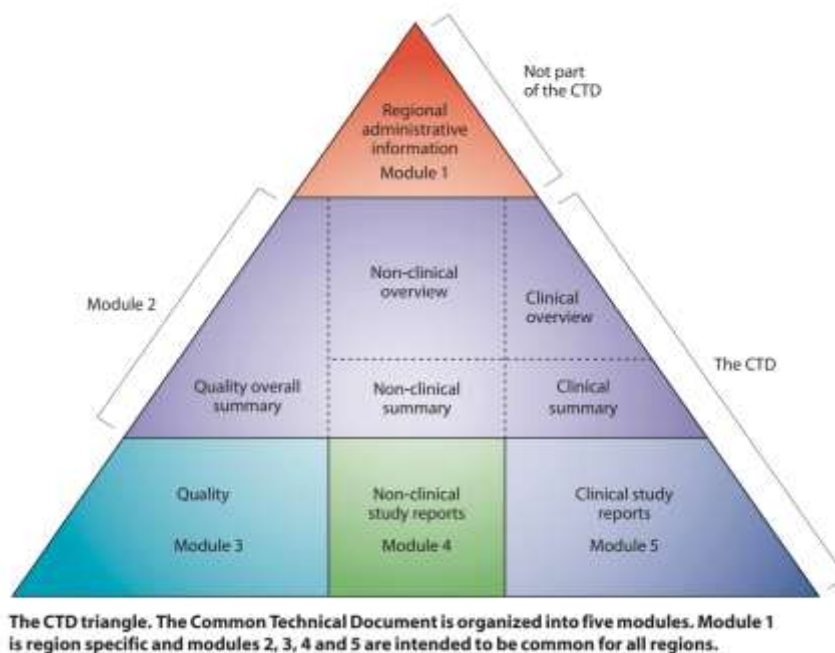 Not part
of the CTD
Regional
administrative
information
Module 1
Module 2
Non-clinical
overview
Clinical
overview
The CTD
Quality overall
summary
Non-clinical
summary
Clinical
summary
Quality
Module 3
Non-clinical
study reports
Module 4
Clinical study
reports
Module 5
The CTD triangle. The Common Technical Document is organized into five modules. Module 1
is region specific and modules 2, 3, 4 and 5 are intended to be common for all regions.